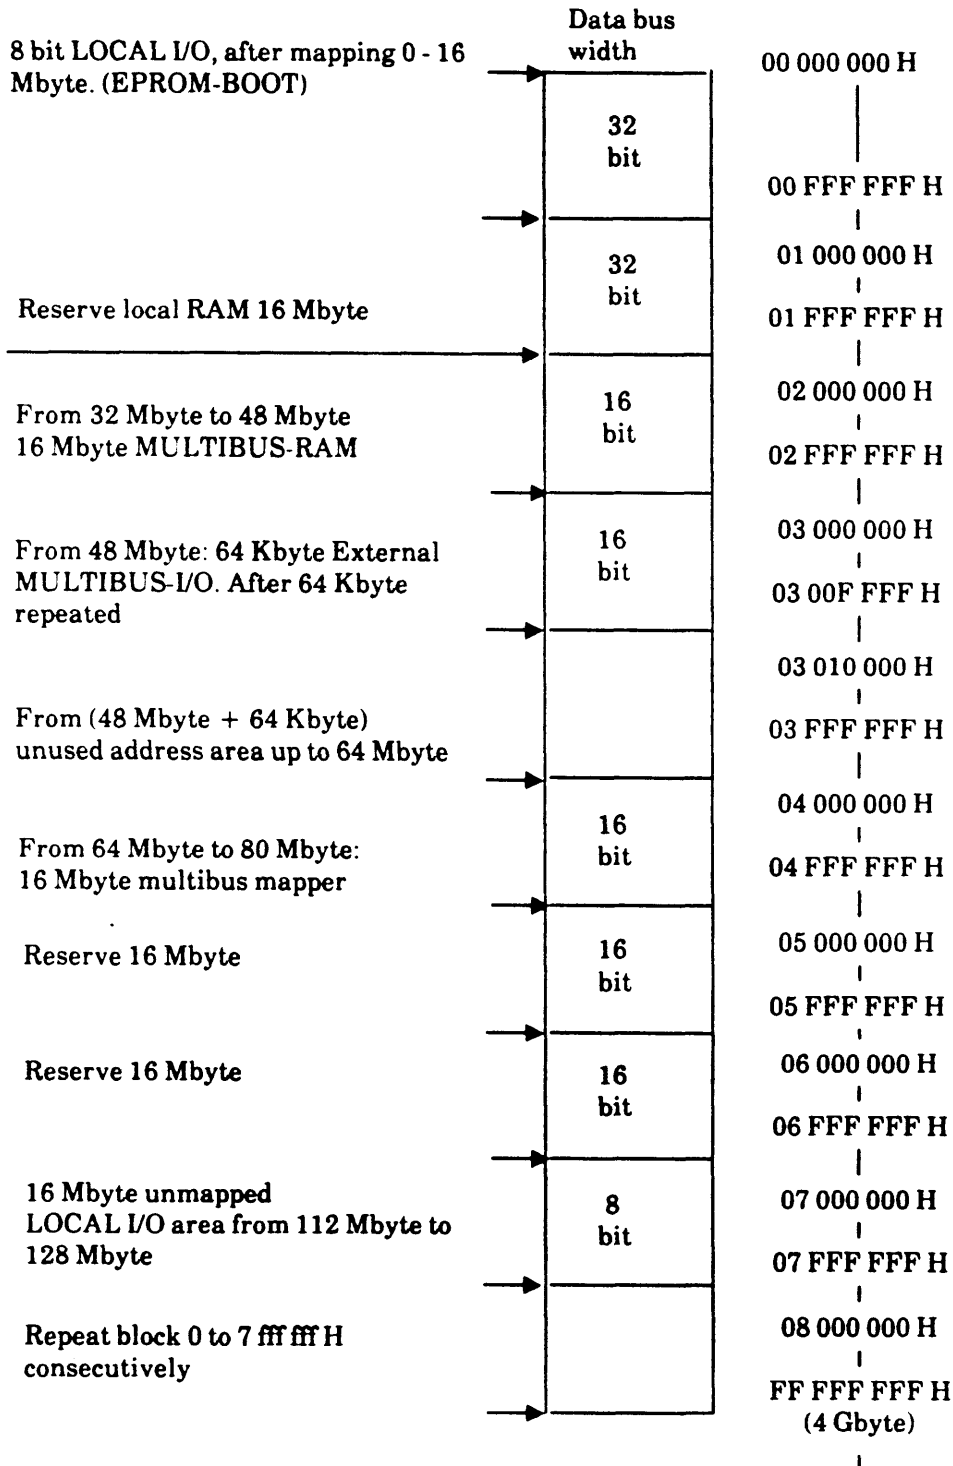 Data bus
width
8 bit LOCAL I/O, after mapping 0 - 16
Mbyte. (EPROM-BOOT)
00 000 000 H
32
bit
00 FFF FFF H
01 000 000 H
32
bit
Reserve local RAM 16 Mbyte
01 FFF FFF H
02 000 000 H
16
bit
From 32 Mbyte to 48 Mbyte
16 Mbyte MULTIBUS-RAM
02 FFF FFF H
03 000 000 H
16
bit
From 48 Mbyte: 64 Kbyte External
MULTIBUS-I/O. After 64 Kbyte
repeated
03 00F FFF H
03 010 000 H
From (48 Mbyte + 64 Kbyte)
unused address area up to 64 Mbyte
03 FFF FFF H
04 000 000 H
16
bit
From 64 Mbyte to 80 Mbyte:
16 Mbyte multibus mapper
04 FFF FFF H
05 000 000 H
Reserve 16 Mbyte
16
bit
05 FFF FFF H
06 000 000 H
Reserve 16 Mbyte
16
bit
06 FFF FFF H
16 Mbyte unmapped
LOCAL I/O area from 112 Mbyte to
128 Mbyte
8
bit
07 000 000 H
07 FFF FFF H
08 000 000 H
Repeat block 0 to 7 fff fff H
consecutively
FF FFF FFF H
(4 Gbyte)